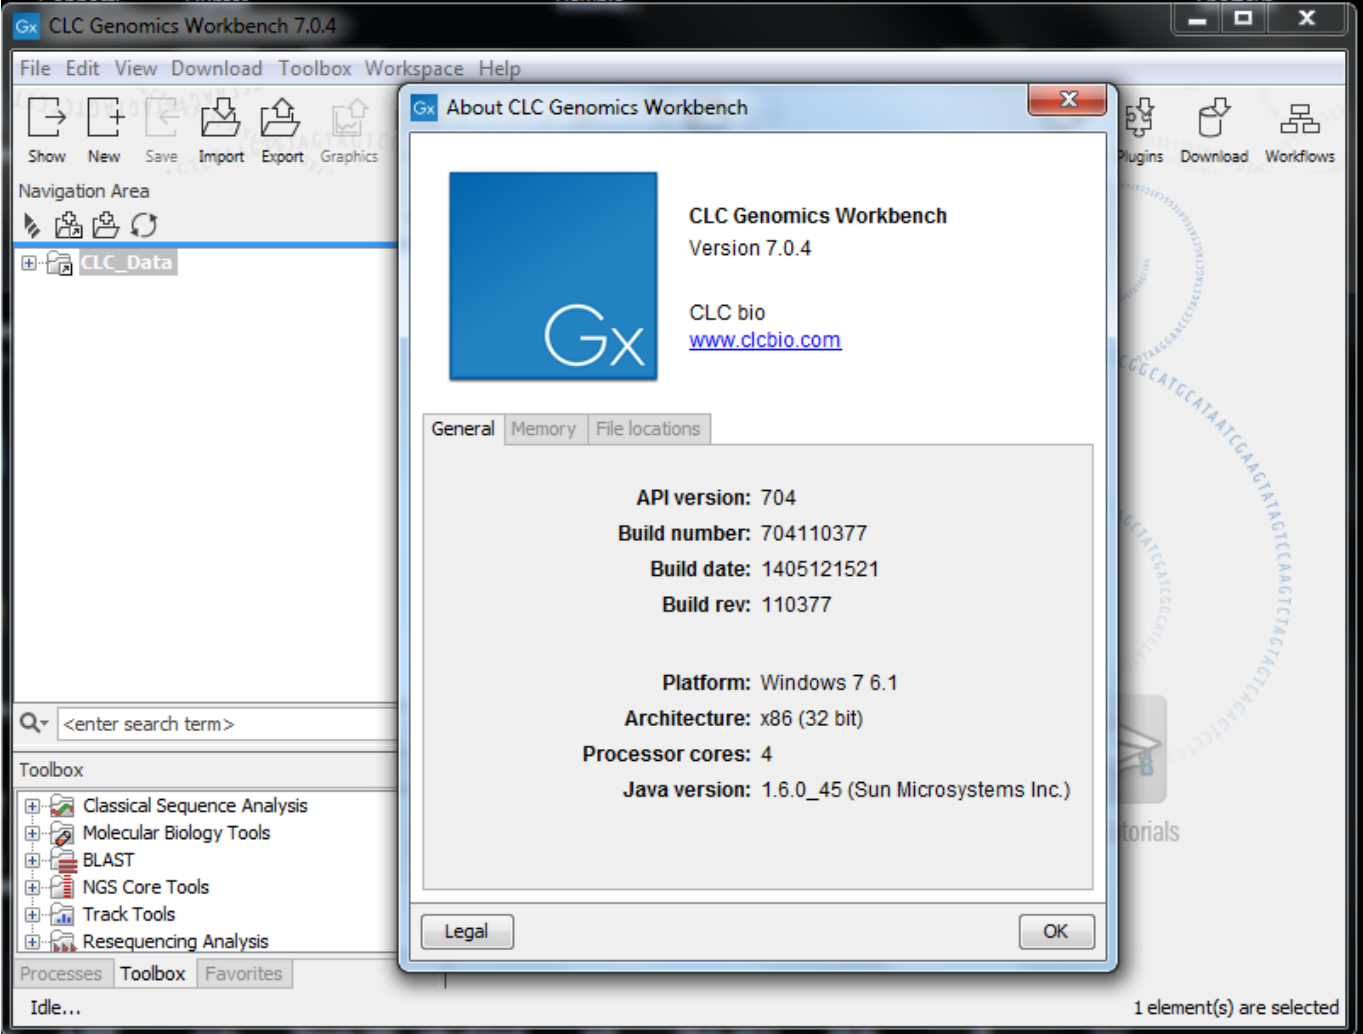 Gx CLC Genomics Workbench 7.0.4
File Edit View Download Toolbox Workspace Help
Show New Save Import Export Graphics
Plugins Download Workflows
Navigation Area
CLC_Data
<enter search term>
Toolbox
Classical Sequence Analysis
Molecular Biology Tools
BLAST
NGS Core Tools
Track Tools
Resequencing Analysis
Processes Toolbox Favorites
Idle...
1 element(s) are selected
Gx About CLC Genomics Workbench
Gx
CLC Genomics Workbench
Version 7.0.4
CLC bio
www.clcbio.com
General Memory File locations
API version: 704
Build number: 704110377
Build date: 1405121521
Build rev: 110377
Platform: Windows 7 6.1
Architecture: x86 (32 bit)
Processor cores: 4
Java version: 1.6.0_45 (Sun Microsystems Inc.)
Legal OK
torials